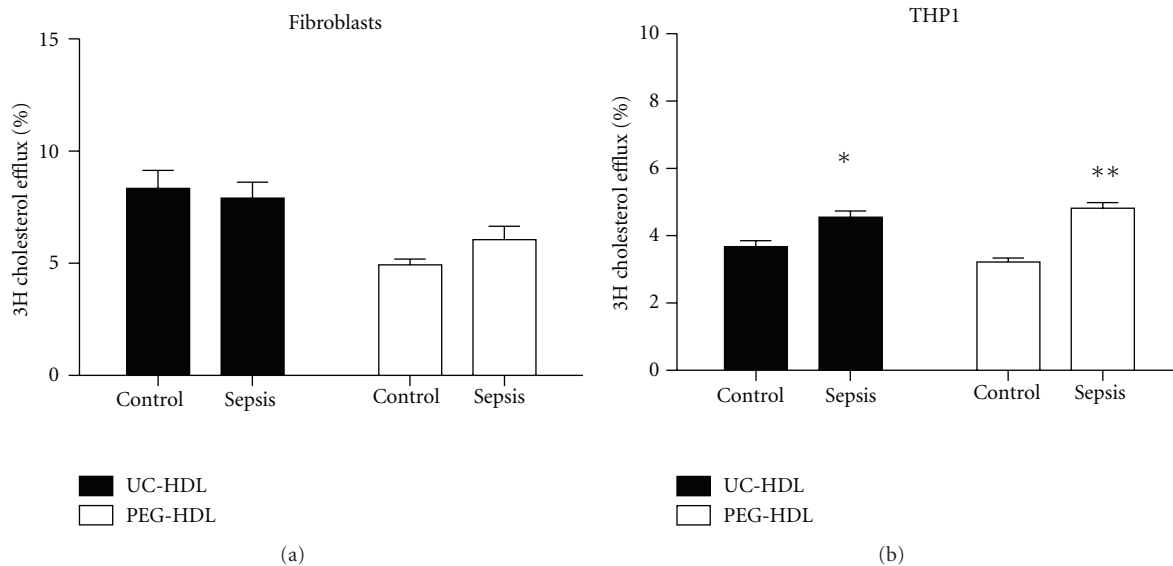 Fibroblasts
15
10
5
0
3H cholesterol efflux (%)
Control
Sepsis
Control
Sepsis
UC-HDL
PEG-HDL
(a)
THP1
10
8
6
4
2
0
3H cholesterol efflux (%)
*
**
Control
Sepsis
Control
Sepsis
UC-HDL
PEG-HDL
(b)